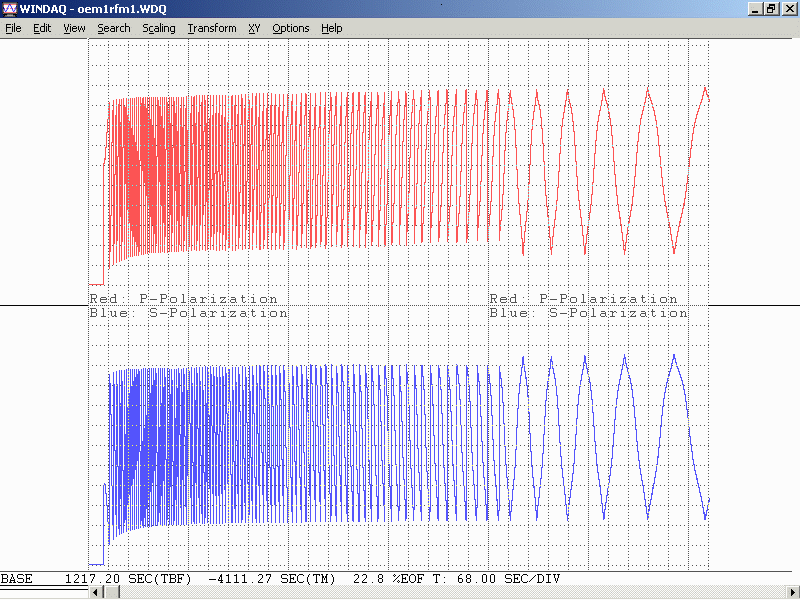 WINDAQ - oem1rfm1.WDQ
File Edit View Search Scaling Transform XY Options Help
Red: P-Polarization Red: P-Polarization
Blue: S-Polarization Blue: S-Polarization
BASE 1217.20 SEC(TBF) -4111.27 SEC(TM) 22.8 %EOF T: 68.00 SEC/DIV